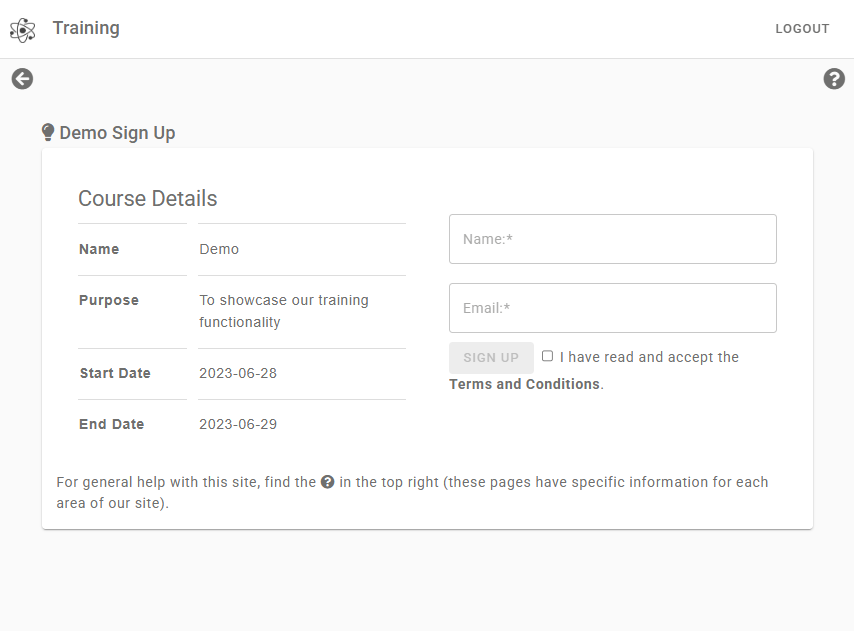 Training
LOGOUT
Demo Sign Up
Course Details
Name Demo
Purpose To showcase our training
functionality
Start Date 2023-06-28
End Date 2023-06-29
Name:*
Email:*
SIGN UP I have read and accept the
Terms and Conditions.
For general help with this site, find the ? in the top right (these pages have specific information for each
area of our site).